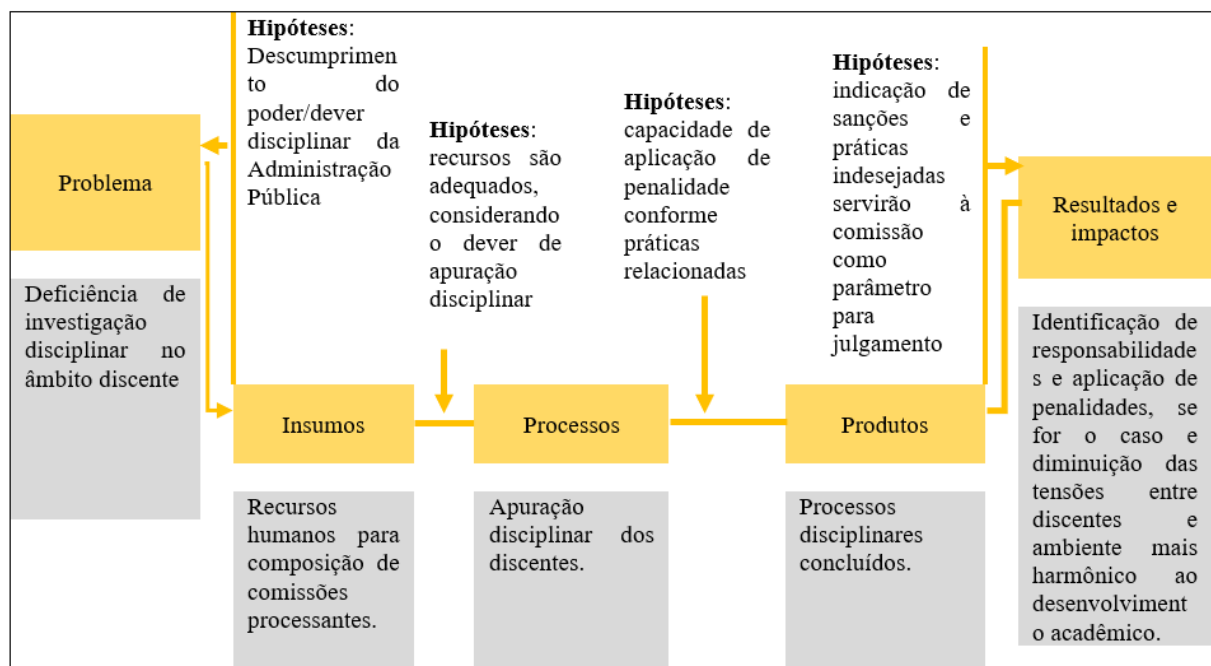 Problema
Deficiência de
investigação
disciplinar no
âmbito discente
Hipóteses:
Descumprimen
to do
poder/dever
disciplinar da
Administração
Pública
Insumos
Recursos
humanos para
composição de
comissões
processantes.
Hipóteses:
recursos são
adequados,
considerando
o dever de
apuração
disciplinar
Processos
Apuração
disciplinar dos
discentes.
Hipóteses:
capacidade de
aplicação de
penalidade
conforme
práticas
relacionadas
Produtos
Processos
disciplinares
concluídos.
Hipóteses:
indicação de
sanções e
práticas
indesejadas
servirão à
comissão
como
parâmetro
para
julgamento
Resultados e
impactos
Identificação de
responsabilidade
s e aplicação de
penalidades, se
for o caso e
diminuição das
tensões entre
discentes e
ambiente mais
harmônico ao
desenvolviment
o acadêmico.